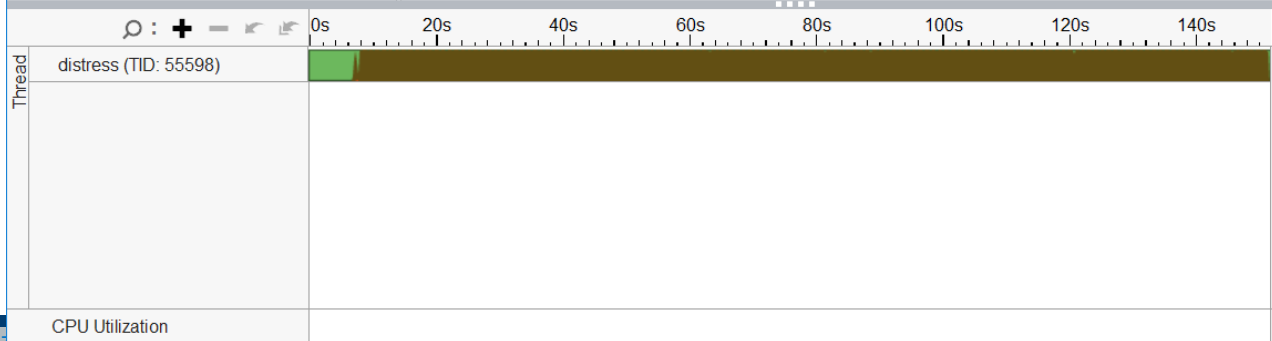 0s 20s 40s 60s 80s 100s 120s 140s
Thread
distress (TID: 55598)
CPU Utilization